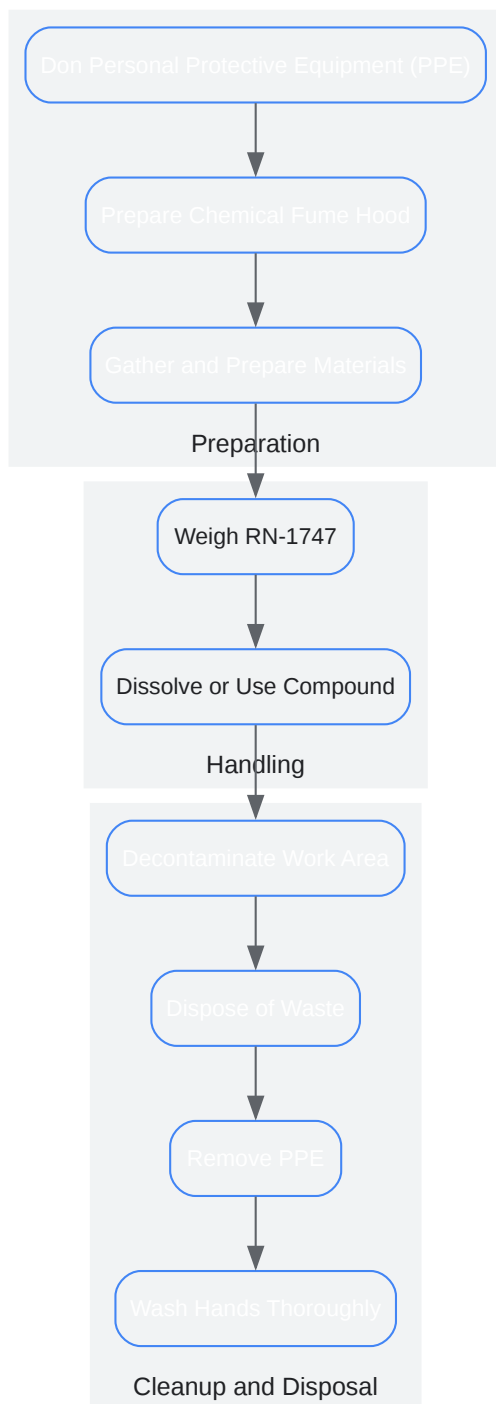 Don Personal Protective Equipment (PPE)
Prepare Chemical Fume Hood
Gather and Prepare Materials
Preparation
Weigh RN-1747
Dissolve or Use Compound
Handling
Decontaminate Work Area
Dispose of Waste
Remove PPE
Wash Hands Thoroughly
Cleanup and Disposal